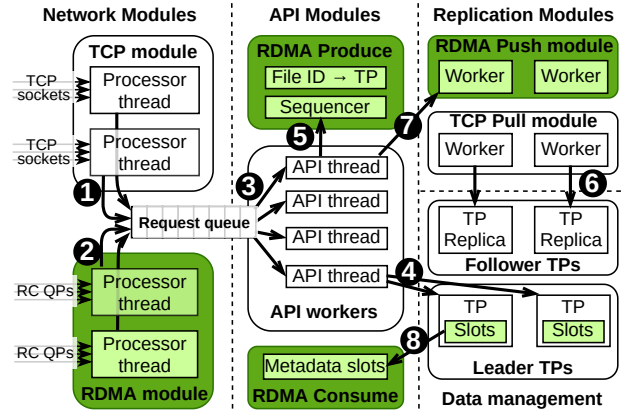 Network Modules
TCP module
TCP
sockets
Processor
thread
TCP
sockets
Processor
thread
1
Request queue
2
RC QPs
Processor
thread
RC QPs
Processor
thread
RDMA module
API Modules
RDMA Produce
File ID → TP
Sequencer
5
7
3
API thread
API thread
API thread
API thread
4
API workers
8
Metadata slots
RDMA Consume
Replication Modules
RDMA Push module
Worker
Worker
TCP Pull module
Worker
Worker
6
TP
Replica
TP
Replica
Follower TPs
TP
Slots
TP
Slots
Leader TPs
Data management